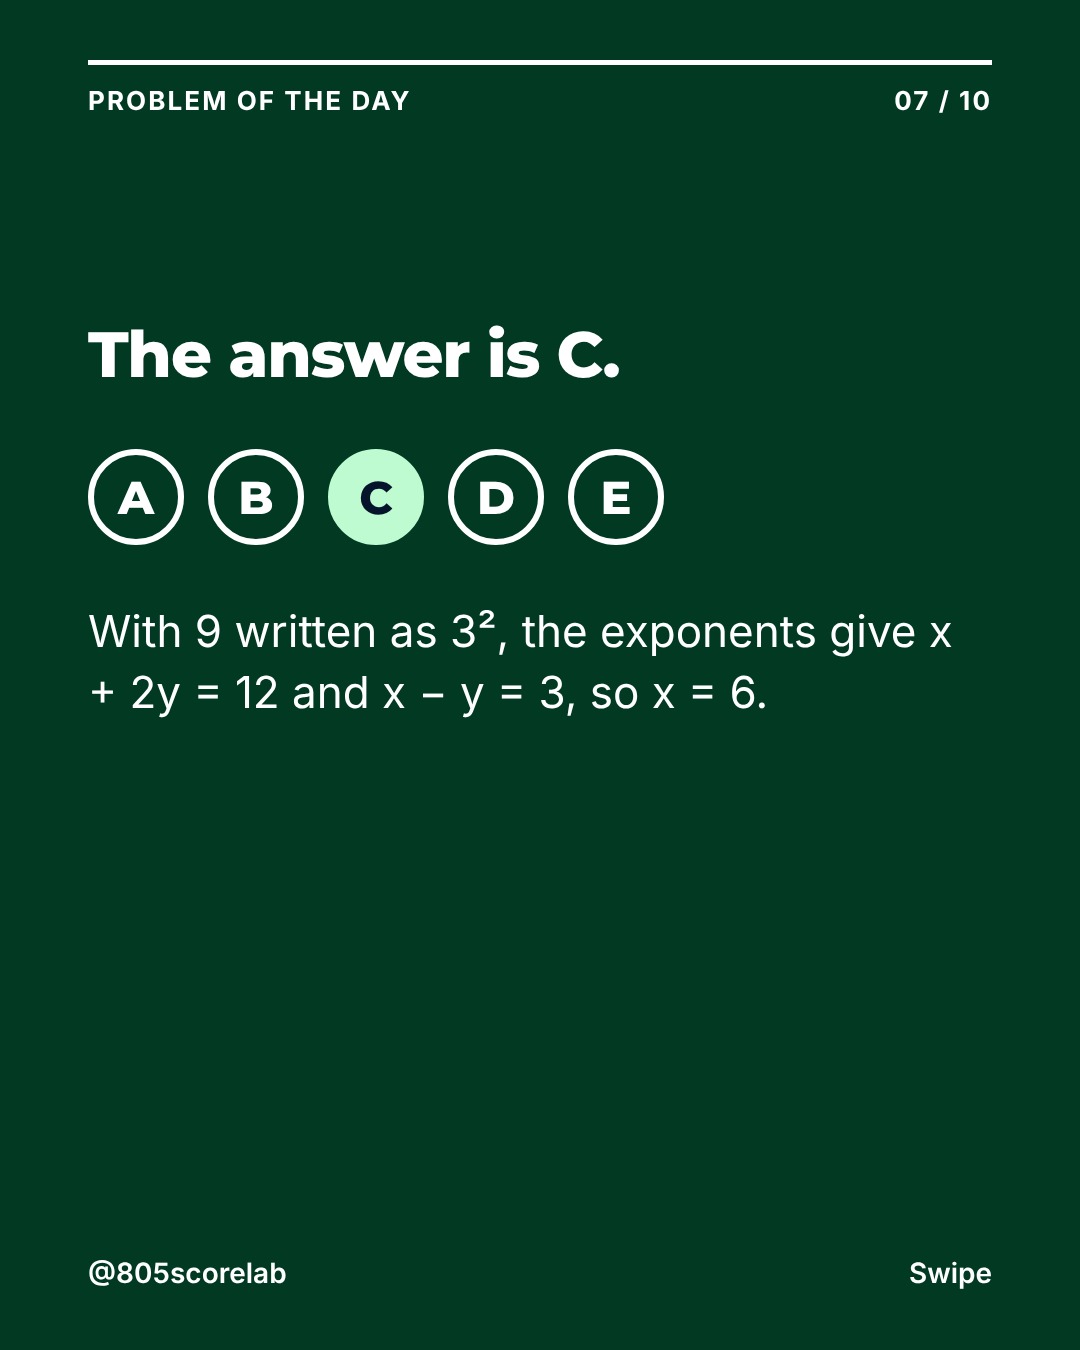 PROBLEM OF THE DAY 07 / 10
The answer is C.
A B C D E
With 9 written as 3², the exponents give x
+ 2y = 12 and x − y = 3, so x = 6.
@805scorelab Swipe